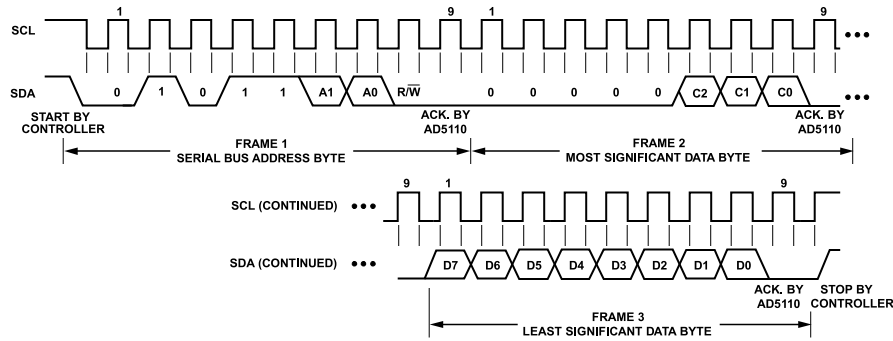 1 9 1 9
SCL
SDA 0 1 0 1 1 A1 A0 R/W̅ 0 0 0 0 0 C2 C1 C0
START BY CONTROLLER
ACK. BY AD5110
ACK. BY AD5110
FRAME 1
SERIAL BUS ADDRESS BYTE
FRAME 2
MOST SIGNIFICANT DATA BYTE
9 1 9
SCL (CONTINUED)
SDA (CONTINUED) D7 D6 D5 D4 D3 D2 D1 D0
ACK. BY AD5110
STOP BY CONTROLLER
FRAME 3
LEAST SIGNIFICANT DATA BYTE